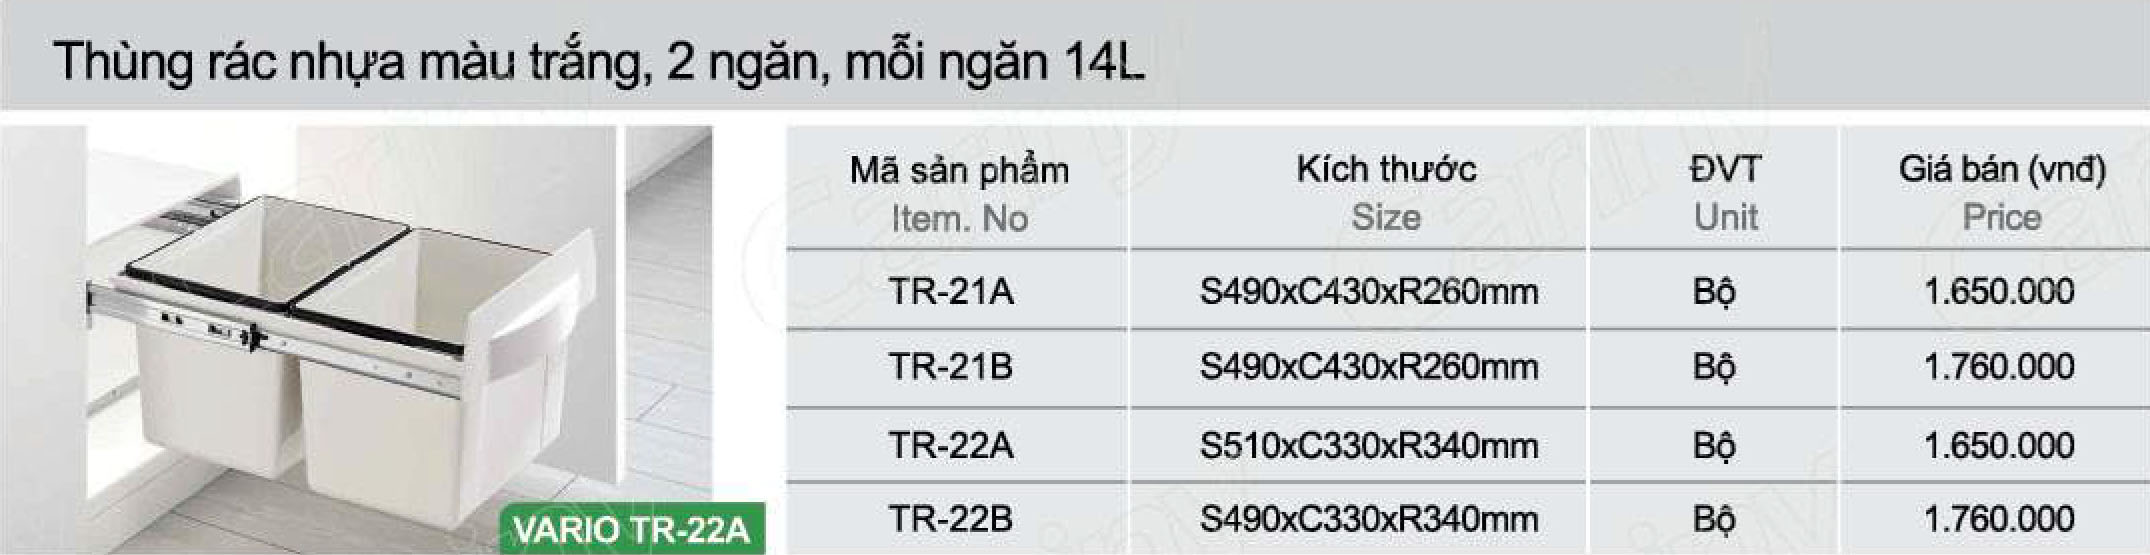 Thùng rác nhựa màu trắng, 2 ngăn, mỗi ngăn 14L
Mã sản phẩm Kích thước ĐVT Giá bán (vnđ)
Item. No Size Unit Price
TR-21A S490xC430xR260mm Bộ 1.650.000
TR-21B S490xC430xR260mm Bộ 1.760.000
TR-22A S510xC330xR340mm Bộ 1.650.000
TR-22B S490xC330xR340mm Bộ 1.760.000
VARIO TR-22A